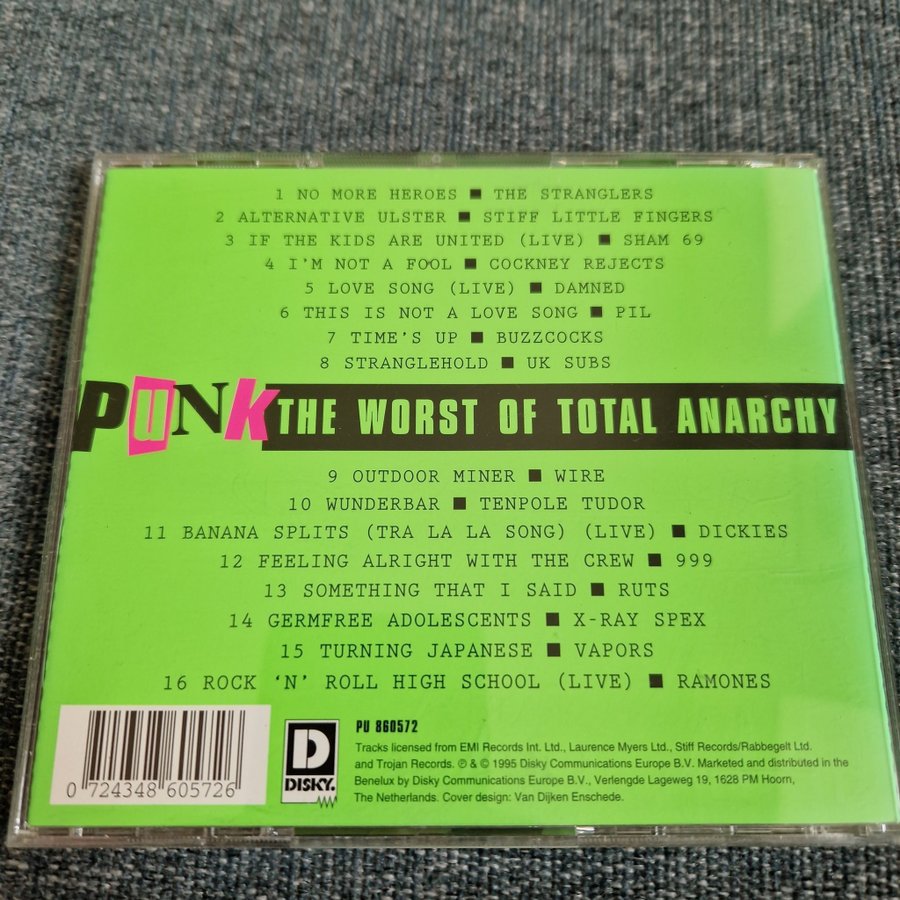 1 NO MORE HEROES ■ THE STRANGLERS
2 ALTERNATIVE ULSTER ■ STIFF LITTLE FINGERS
3 IF THE KIDS ARE UNITED (LIVE) ■ SHAM 69
4 I'M NOT A FOOL ■ COCKNEY REJECTS
5 LOVE SONG (LIVE) ■ DAMNED
6 THIS IS NOT A LOVE SONG ■ PIL
7 TIME'S UP ■ BUZZCOCKS
8 STRANGLEHOLD ■ UK SUBS
PUNK THE WORST OF TOTAL ANARCHY
9 OUTDOOR MINER ■ WIRE
10 WUNDERBAR ■ TENPOLE TUDOR
11 BANANA SPLITS (TRA LA LA SONG) (LIVE) ■ DICKIES
12 FEELING ALRIGHT WITH THE CREW ■ 999
13 SOMETHING THAT I SAID ■ RUTS
14 GERMFREE ADOLESCENTS ■ X-RAY SPEX
15 TURNING JAPANESE ■ VAPORS
16 ROCK ‘N’ ROLL HIGH SCHOOL (LIVE) ■ RAMONES
0 724348 605726
D
DISKY.
PU 860572
Tracks licensed from EMI Records Int. Ltd., Laurence Myers Ltd., Stiff Records/Rabbegelt Ltd.
and Trojan Records. ℗ & © 1995 Disky Communications Europe B.V. Marketed and distributed in the
Benelux by Disky Communications Europe B.V., Verlengde Lageweg 19, 1628 PM Hoorn,
The Netherlands. Cover design: Van Dijken Enschede.